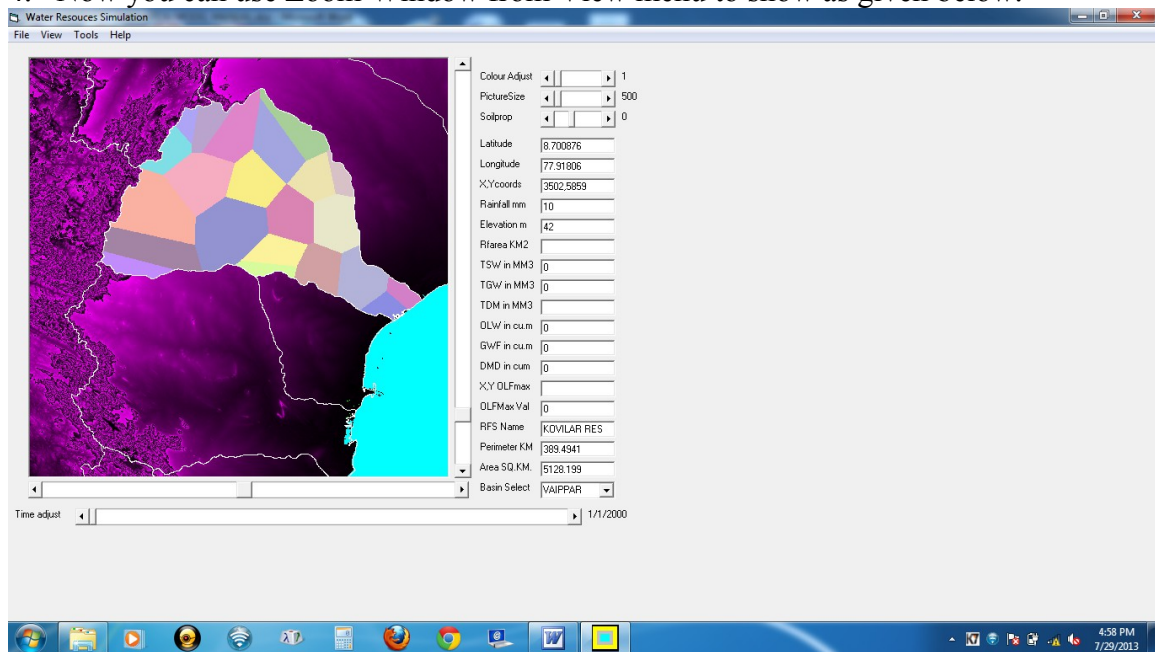 4. Now you can use Zoom Window from View menu to show as given below.
Water Resouces Simulation
File View Tools Help
Colour Adjust 1
PictureSize 500
Soilprop 0
Latitude 8.700876
Longitude 77.91806
X,Ycoords 3502,5859
Rainfall mm 10
Elevation m 42
Rfarea KM2
TSW in MM3 0
TGW in MM3 0
TDM in MM3
OLW in cu.m 0
GWF in cu.m 0
DMD in cum 0
X,Y OLFmax
OLFMax Val 0
RFS Name KOVILAR RES
Perimeter KM 389.4941
Area SQ.KM. 5128.199
Basin Select VAIPPAR
Time adjust 1/1/2000
4:58 PM
7/29/2013